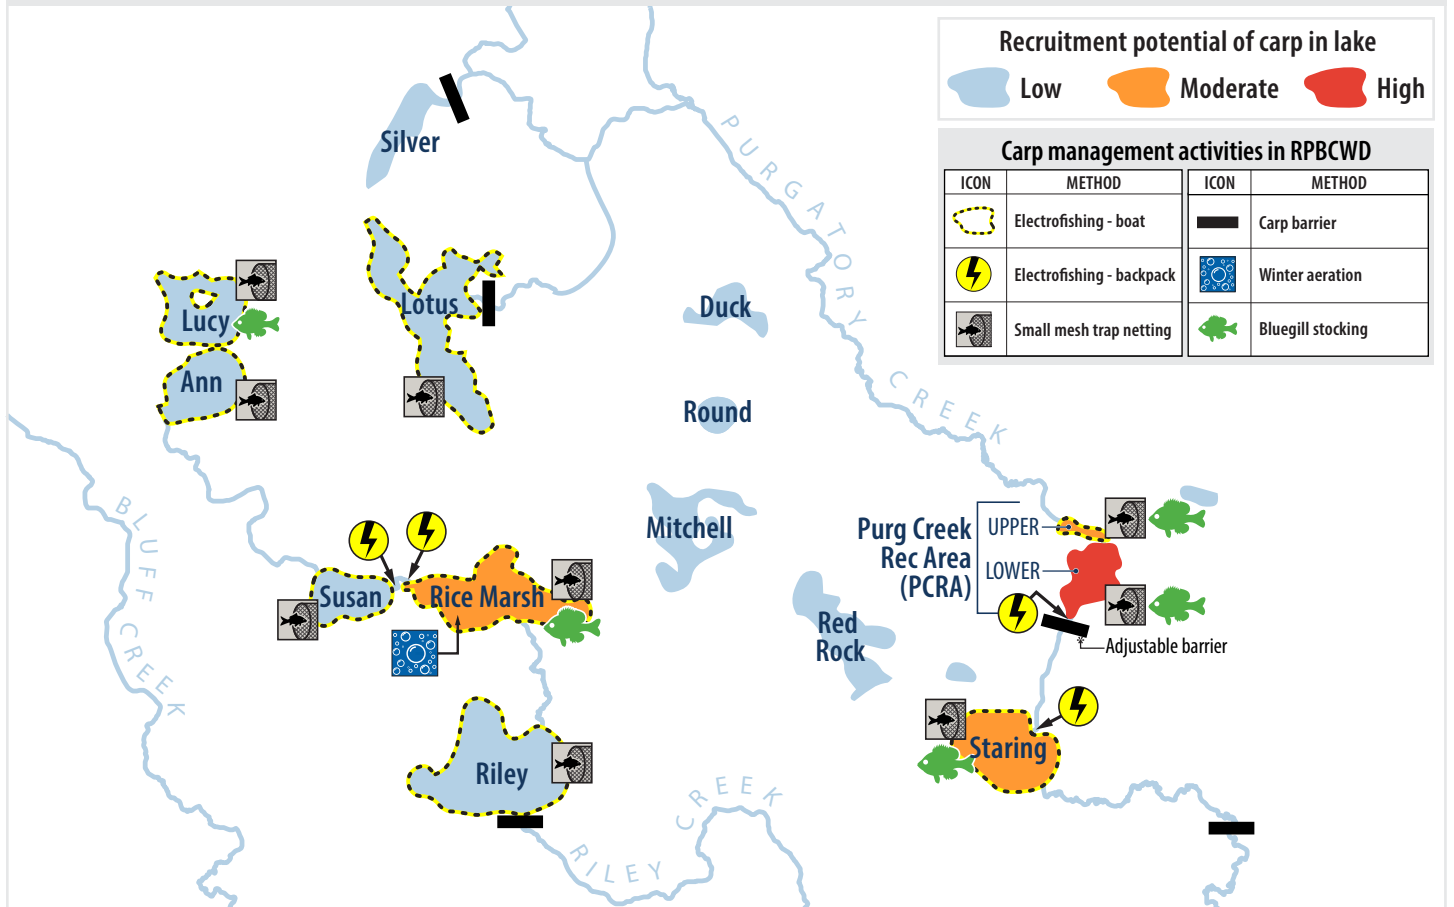 Recruitment potential of carp in lake
Low
Moderate
High
Carp management activities in RPBCWD
ICON METHOD ICON METHOD
Electrofishing - boat
Carp barrier
Electrofishing - backpack
Winter aeration
Small mesh trap netting
Bluegill stocking
Silver
PURGATORY CREEK
Lotus
Lucy
Ann
Duck
Round
Mitchell
Purg Creek
Rec Area
(PCRA)
UPPER
LOWER
BLUFF CREEK
Susan
Rice Marsh
Red
Rock
*
Adjustable barrier
Staring
Riley
RILEY CREEK